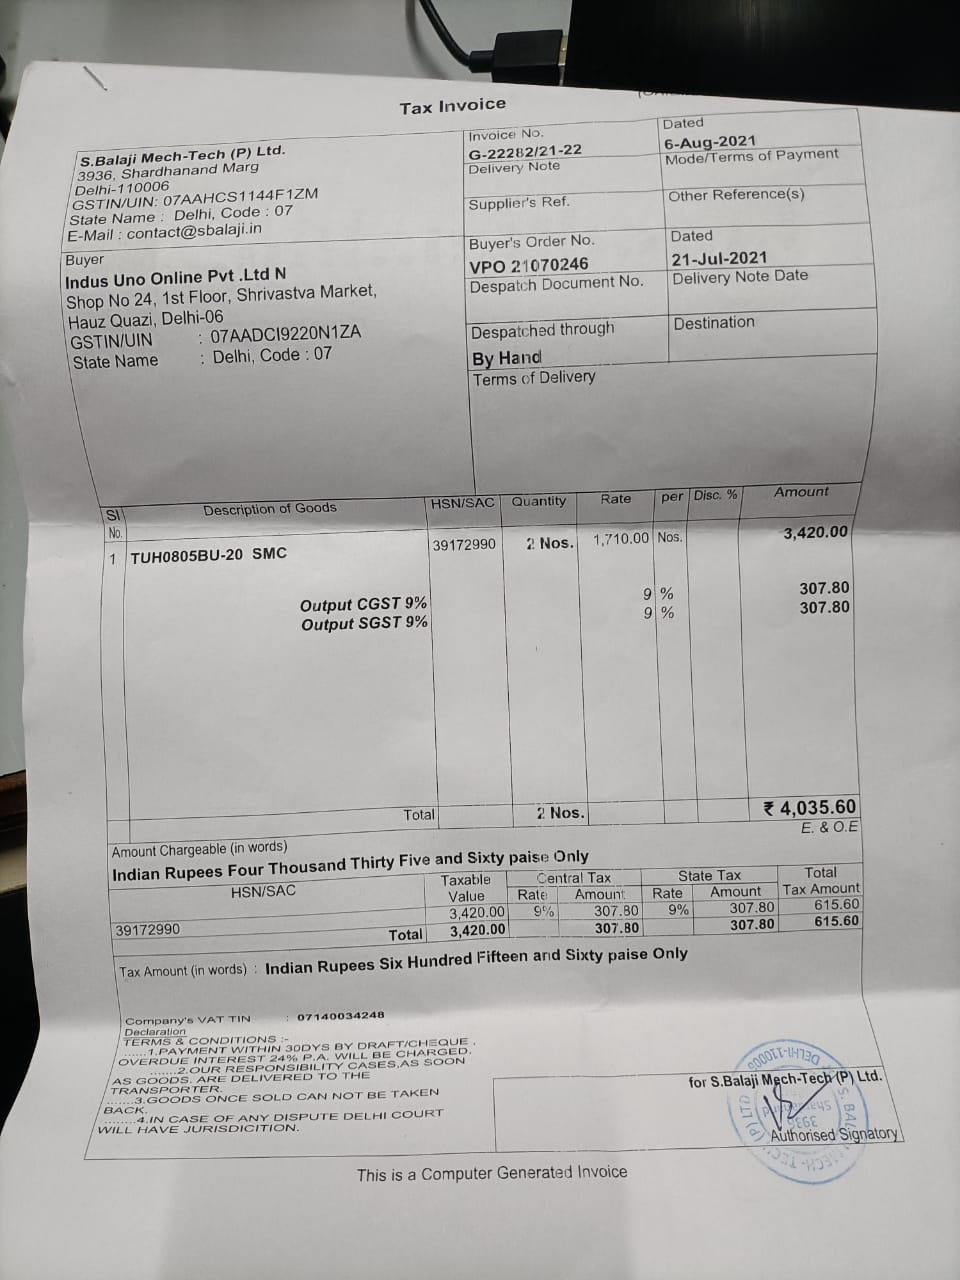 Tax Invoice
S.Balaji Mech-Tech (P) Ltd.
3936, Shardhanand Marg
Delhi-110006
GSTIN/UIN: 07AAHCS1144F1ZM
State Name : Delhi, Code : 07
E-Mail : contact@sbalaji.in
Invoice No.
G-22282/21-22
Dated
6-Aug-2021
Delivery Note
Mode/Terms of Payment
Supplier's Ref.
Other Reference(s)
Buyer
Indus Uno Online Pvt .Ltd N
Shop No 24, 1st Floor, Shrivastva Market,
Hauz Quazi, Delhi-06
GSTIN/UIN : 07AADCI9220N1ZA
State Name : Delhi, Code : 07
Buyer's Order No.
VPO 21070246
Dated
21-Jul-2021
Despatch Document No.
Delivery Note Date
Despatched through
By Hand
Destination
Terms of Delivery
Sl No. Description of Goods HSN/SAC Quantity Rate per Disc. % Amount
1 TUH0805BU-20 SMC 39172990 2 Nos. 1,710.00 Nos. 3,420.00
Output CGST 9% 9 % 307.80
Output SGST 9% 9 % 307.80
Total 2 Nos. ₹ 4,035.60
E. & O.E
Amount Chargeable (in words)
Indian Rupees Four Thousand Thirty Five and Sixty paise Only
HSN/SAC Taxable Value Central Tax State Tax Total Tax Amount
Rate Amount Rate Amount
39172990 3,420.00 9% 307.80 9% 307.80 615.60
Total 3,420.00 307.80 307.80 615.60
Tax Amount (in words) : Indian Rupees Six Hundred Fifteen and Sixty paise Only
Company's VAT TIN : 07140034248
Declaration
TERMS & CONDITIONS :-
......1.PAYMENT WITHIN 30DYS BY DRAFT/CHEQUE .
OVERDUE INTEREST 24% P.A. WILL BE CHARGED.
........2.OUR RESPONSIBILITY CASES,AS SOON
AS GOODS. ARE DELIVERED TO THE
TRANSPORTER.
.......3.GOODS ONCE SOLD CAN NOT BE TAKEN
BACK.
........4.IN CASE OF ANY DISPUTE DELHI COURT
WILL HAVE JURISDICITION.
for S.Balaji Mech-Tech (P) Ltd.
Authorised Signatory
This is a Computer Generated Invoice